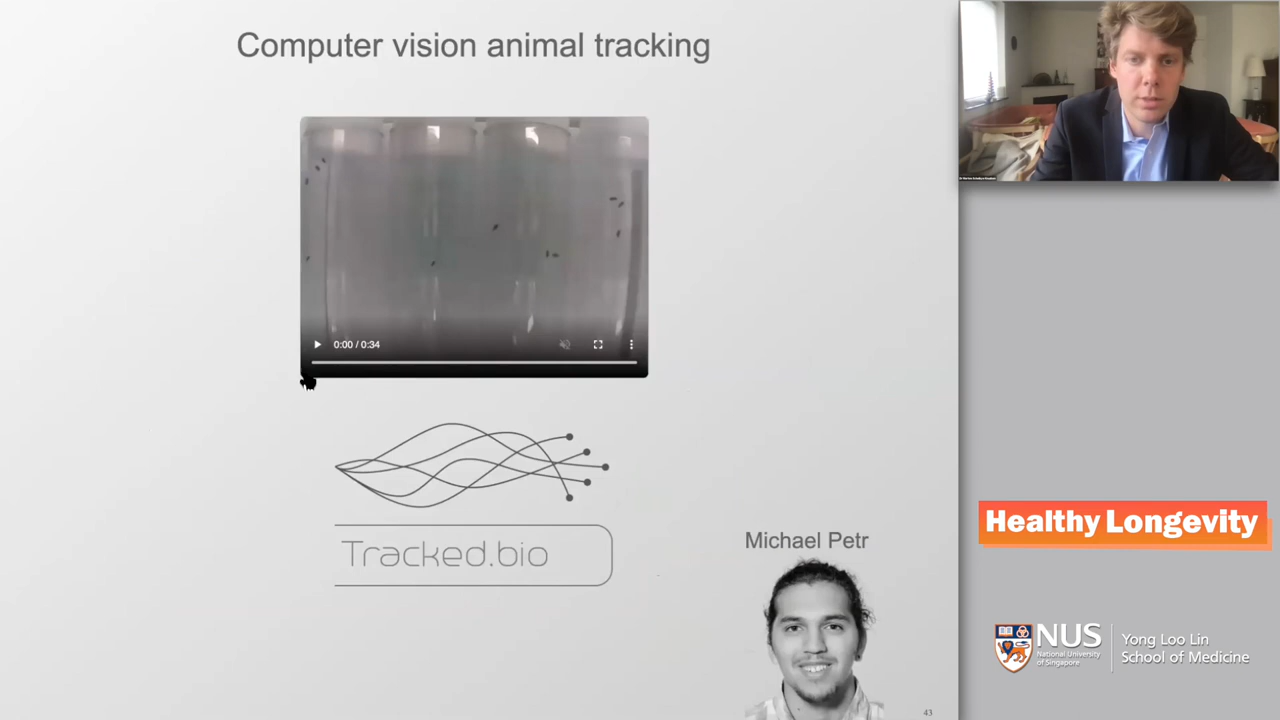 Computer vision animal tracking
0:00 / 0:34
Tracked.bio
Michael Petr
43
Healthy Longevity
NUS
National University
of Singapore
Yong Loo Lin
School of Medicine